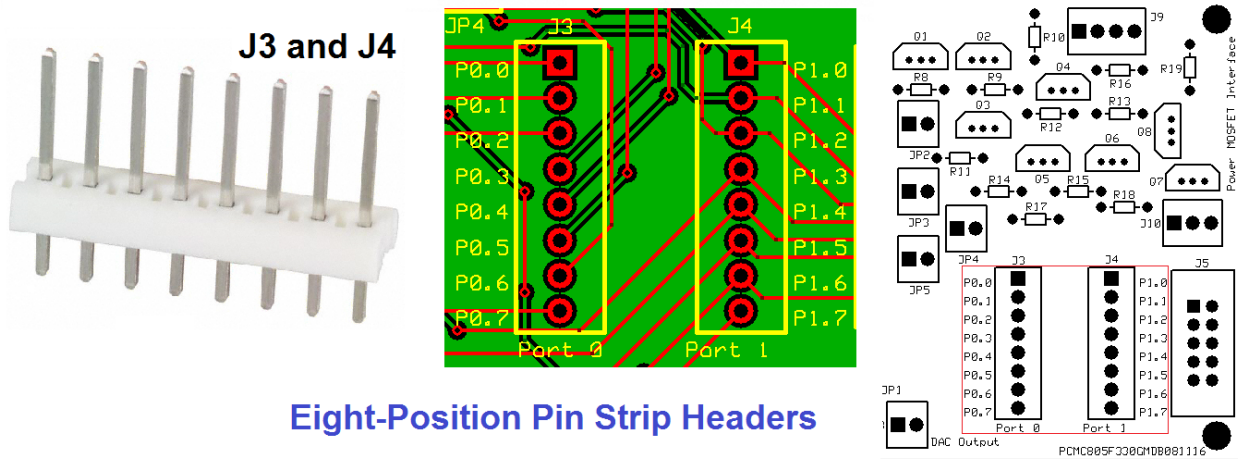 J3 and J4
JP4
J3
J4
P0.0
P1.0
P0.1
P1.1
P0.2
P1.2
P0.3
P1.3
P0.4
P1.4
P0.5
P1.5
P0.6
P1.6
P0.7
P1.7
Port 0
Port 1
Eight-Position Pin Strip Headers
R10
J9
Q1
Q2
Q4
R19
R8
R9
R16
Q3
R12
R13
Q8
JP2
R11
Q5
Q6
Q7
R14
R15
R18
JP3
R17
J10
JP4
JP5
Power MOSFET Interface
J3
J4
J5
P0.0
P1.0
P0.1
P1.1
P0.2
P1.2
P0.3
P1.3
P0.4
P1.4
P0.5
P1.5
P0.6
P1.6
P0.7
P1.7
JP1
Port 0
Port 1
DAC Output
PCMC805F330GMDB081116